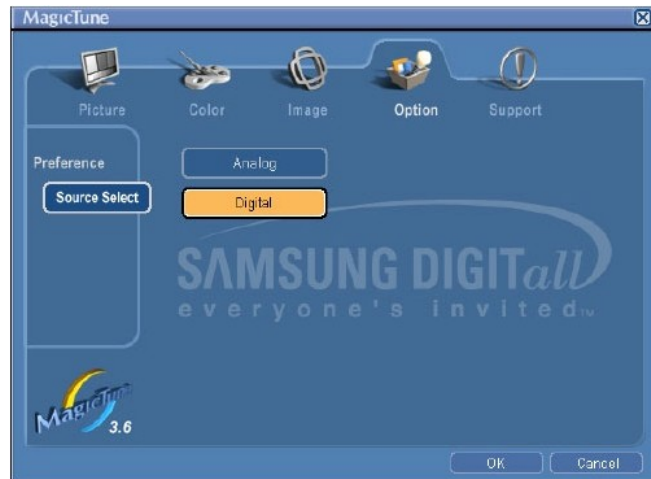 MagicTune
Picture Color Image Option Support
Preference
Source Select
Analog
Digital
SAMSUNG DIGITall
everyone's invited™
MagicTune
3.6
OK Cancel